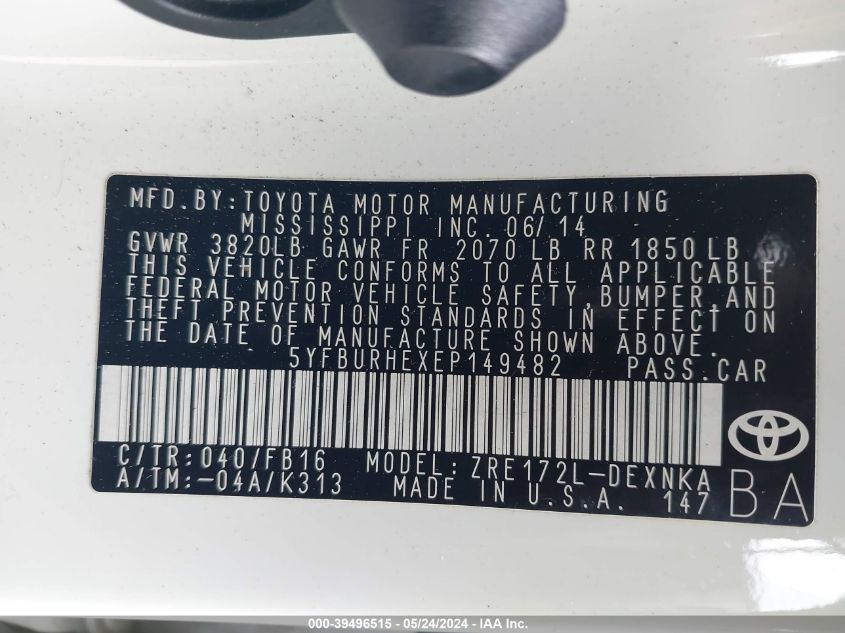 MFD.BY:TOYOTA MOTOR MANUFACTURING
MISSISSIPPI INC. 06/14
GVWR 3820LB GAWR FR 2070 LB RR 1850 LB
THIS VEHICLE CONFORMS TO ALL APPLICABLE
FEDERAL MOTOR VEHICLE SAFETY,BUMPER,AND
THEFT PREVENTION STANDARDS IN EFFECT ON
THE DATE OF MANUFACTURE SHOWN ABOVE.
5YFBURHEXEP149482 PASS.CAR
C/TR:040/FB16 MODEL:ZRE172L-DEXNKA
A/TM:-04A/K313 MADE IN U.S.A. 147
BA
000-39496515 - 05/24/2024 - www.iaai.com